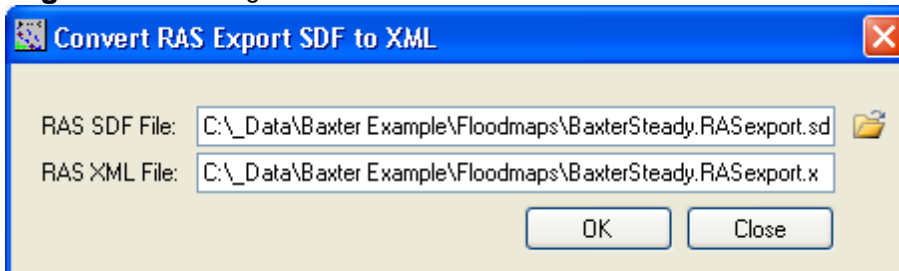 Convert RAS Export SDF to XML
RAS SDF File: C:\_Data\Baxter Example\Floodmaps\BaxterSteady.RASexport.sd
RAS XML File: C:\_Data\Baxter Example\Floodmaps\BaxterSteady.RASexport.x
OK Close